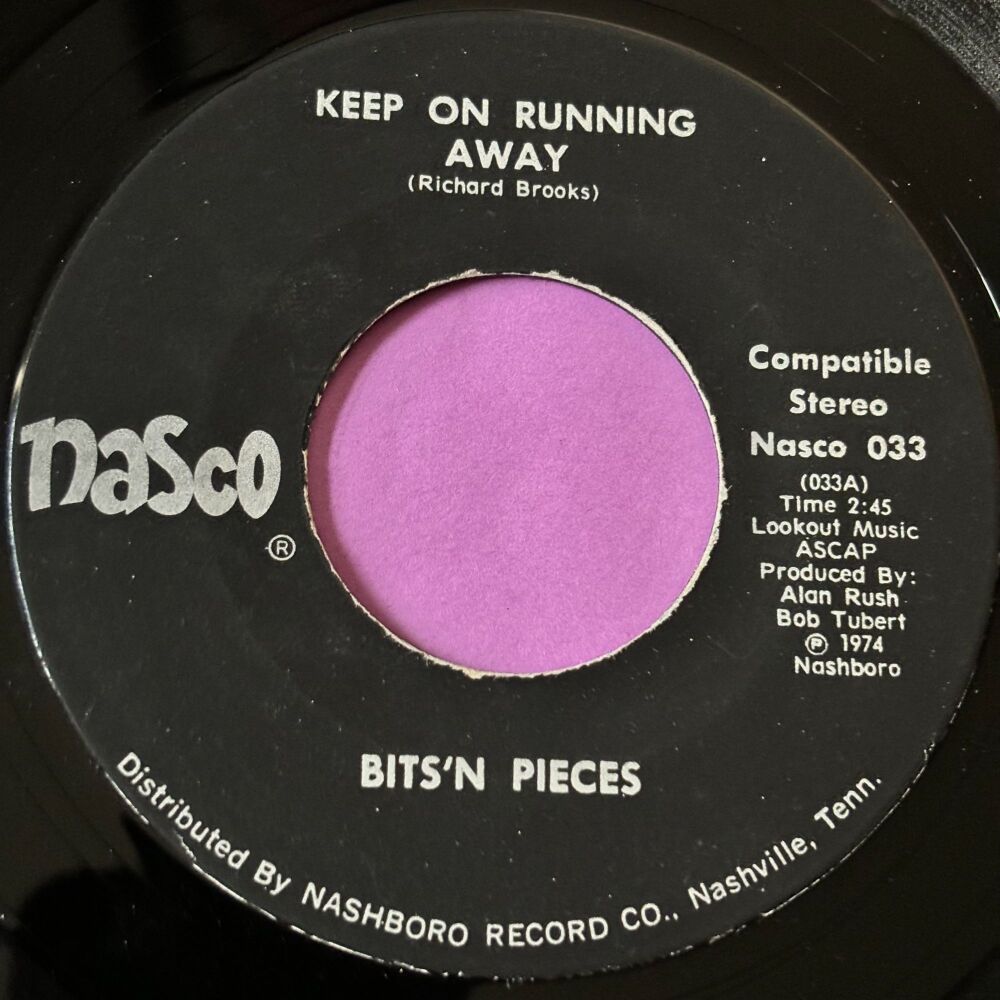 KEEP ON RUNNING
AWAY
(Richard Brooks)
nasco
®
Compatible
Stereo
Nasco 033
(033A)
Time 2:45
Lookout Music
ASCAP
Produced By:
Alan Rush
Bob Tubert
℗ 1974
Nashboro
BITS'N PIECES
Distributed By NASHBORO RECORD CO., Nashville, Tenn.